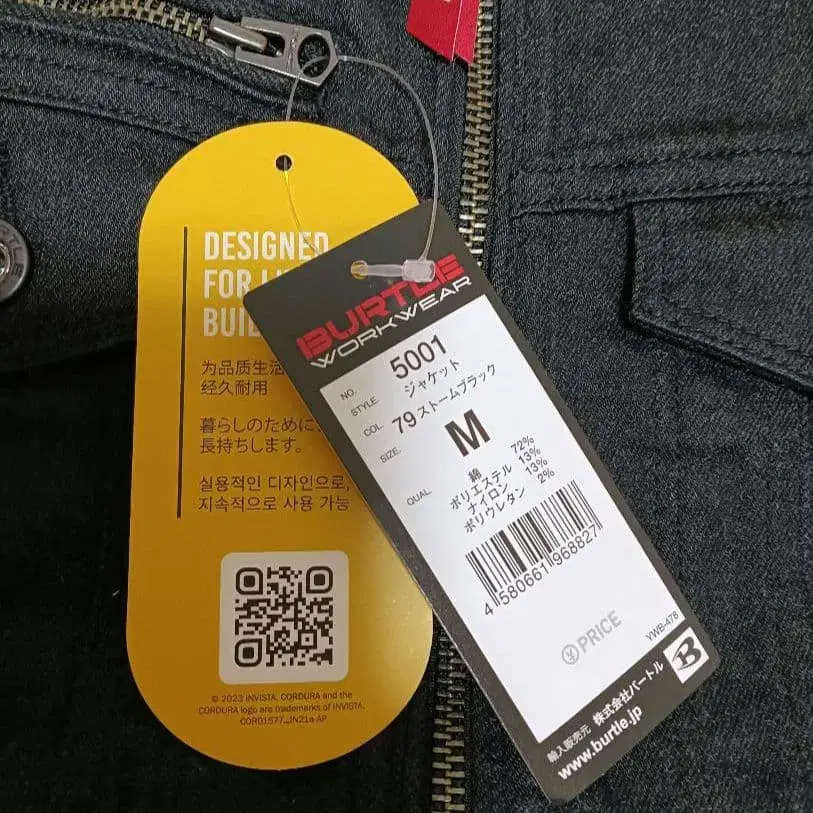 DESIGNED
FOR
为品质生活
经久耐用
暮らしのために、
長持ちします。
실용적인 디자인으로,
지속적으로 사용 가능
© 2023 INVISTA. CORDURA and the
CORDURA logo are trademarks of INVISTA.
COR01577_JN21a-AP
BURTLE
WORKWEAR
NO. 5001
STYLE. ジャケット
COL. 79 ストームブラック
SIZE. M
QUAL. 綿 72%
ポリエステル 13%
ナイロン 13%
ポリウレタン 2%
4 580661 968827
¥ PRICE
YWB-478
輸入販売元 株式会社バートル
B
www.burtle.jp